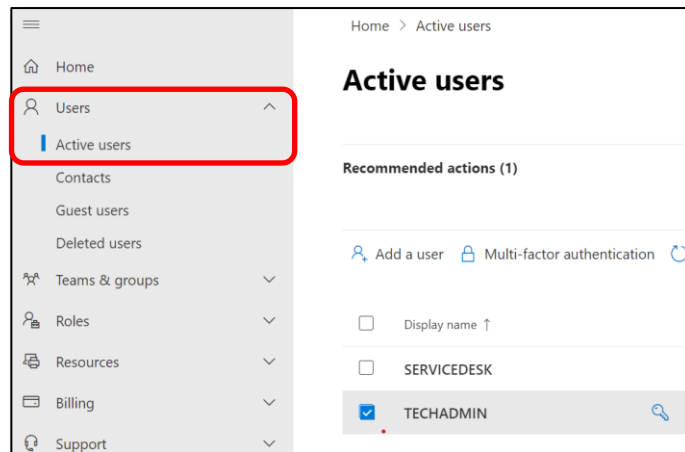 Home
Users
Active users
Contacts
Guest users
Deleted users
Teams & groups
Roles
Resources
Billing
Support
Home > Active users
Active users
Recommended actions (1)
Add a user Multi-factor authentication
Display name ↑
SERVICEDESK
TECHADMIN